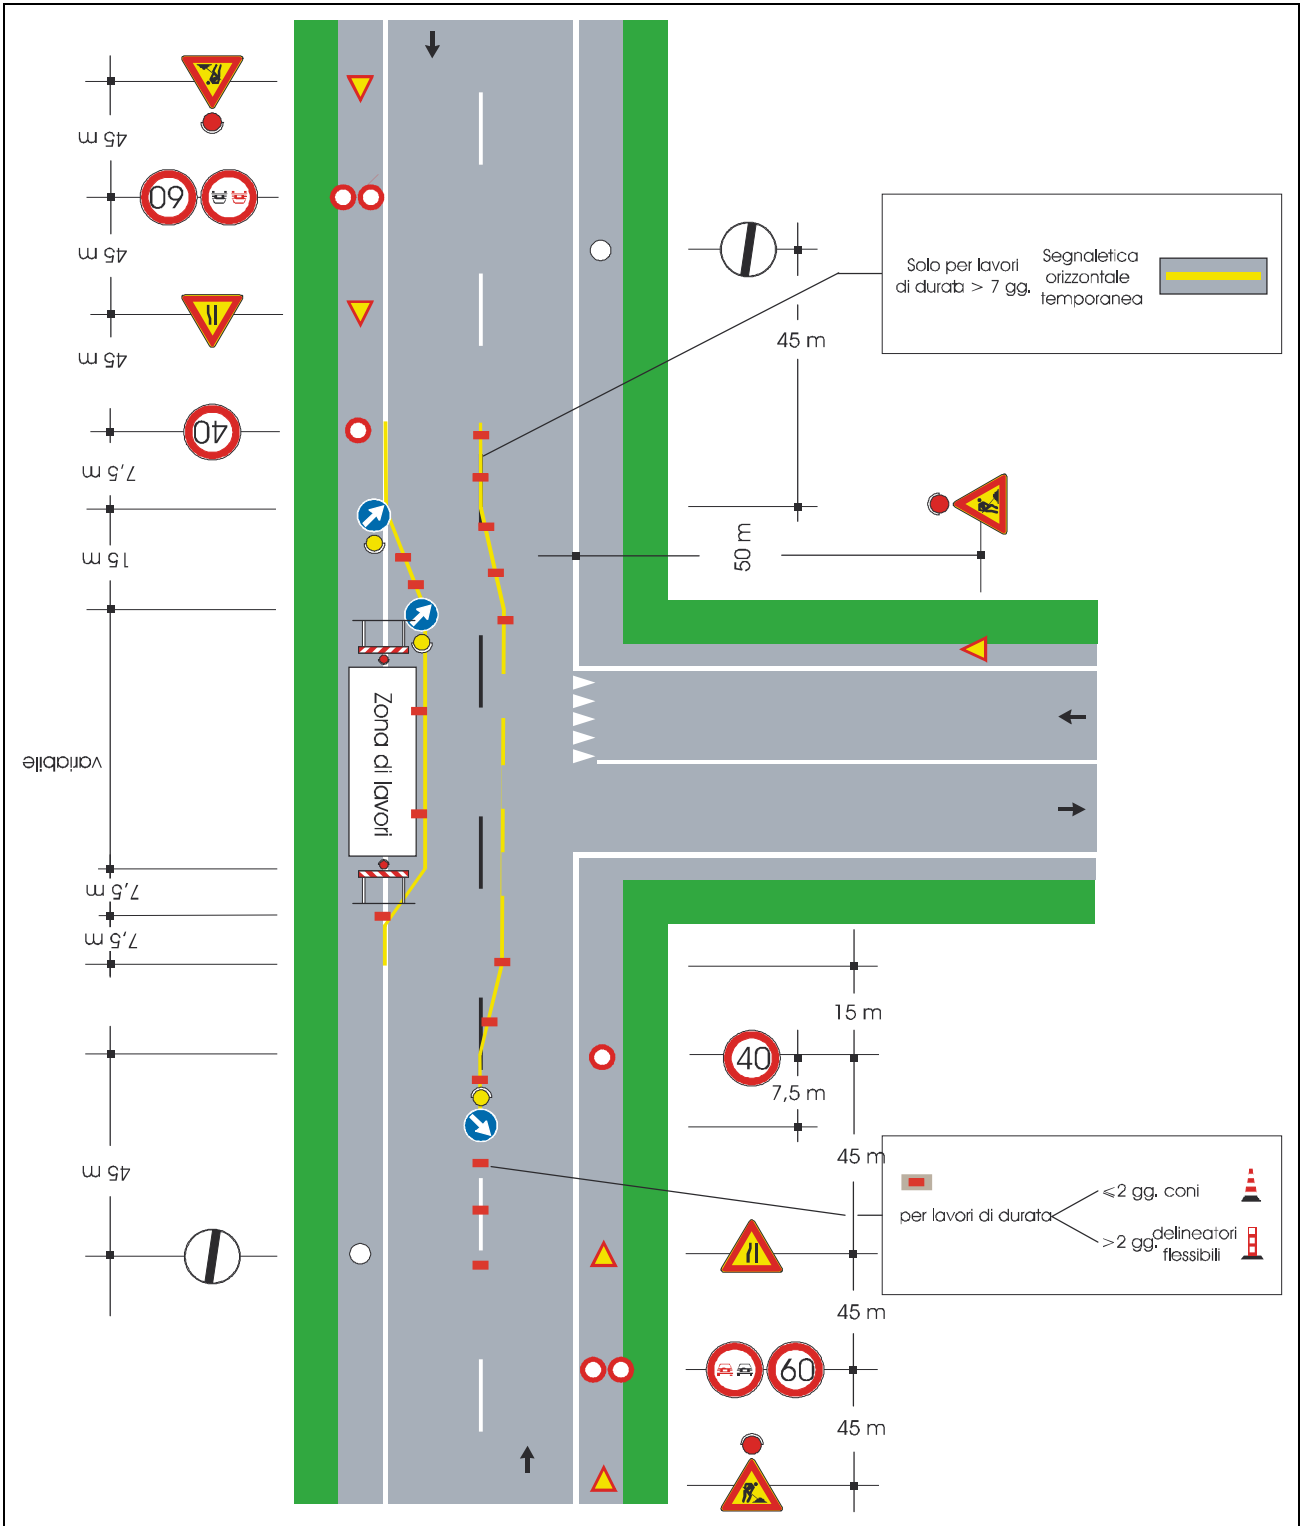 45 m
60
45 m
45 m
40
7,5 m
15 m
variabile
7,5 m
7,5 m
45 m
Zona di lavori
45 m
50 m
Solo per lavori
di durata > 7 gg.
Segnaletica
orizzontale
temporanea
15 m
40
7,5 m
45 m
per lavori di durata
≤2 gg. coni
>2 gg. delineatori
flessibili
45 m
60
45 m